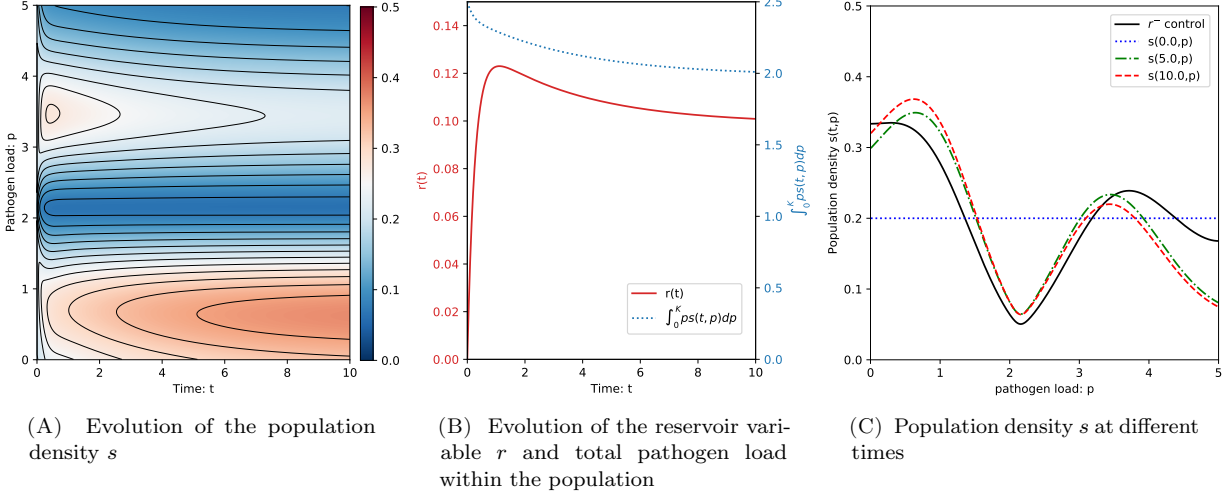 5
4
3
2
1
0
Pathogen load: p
0
2
4
6
8
10
Time: t
0.5
0.4
0.3
0.2
0.1
0.0
0.14
0.12
0.10
0.08
0.06
0.04
0.02
0.00
r(t)
0
2
4
6
8
10
Time: t
2.5
2.0
1.5
1.0
0.5
0.0
∫₀ᴷps(t, p)dp
r(t)
∫₀ᴷ ps(t, p)dp
0.5
0.4
0.3
0.2
0.1
0.0
Population density s(t,p)
0
1
2
3
4
5
pathogen load: p
r⁻ control
s(0.0,p)
s(5.0,p)
s(10.0,p)
(A) Evolution of the population
density s
(B) Evolution of the reservoir vari-
able r and total pathogen load
within the population
(C) Population density s at different
times